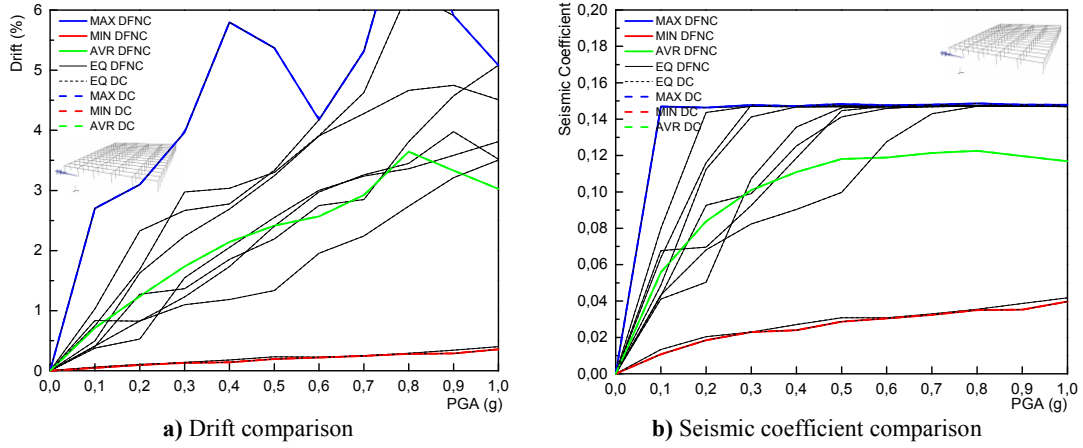 6
5
4
3
2
1
0
Drift (%)
MAX DFNC
MIN DFNC
AVR DFNC
EQ DFNC
EQ DC
MAX DC
MIN DC
AVR DC
0,0 0,1 0,2 0,3 0,4 0,5 0,6 0,7 0,8 0,9 1,0
PGA (g)
a) Drift comparison
0,20
0,18
0,16
0,14
0,12
0,10
0,08
0,06
0,04
0,02
0,00
Seismic Coefficient
MAX DFNC
MIN DFNC
AVR DFNC
EQ DFNC
EQ DC
MAX DC
MIN DC
AVR DC
0,0 0,1 0,2 0,3 0,4 0,5 0,6 0,7 0,8 0,9 1,0
PGA (g)
b) Seismic coefficient comparison